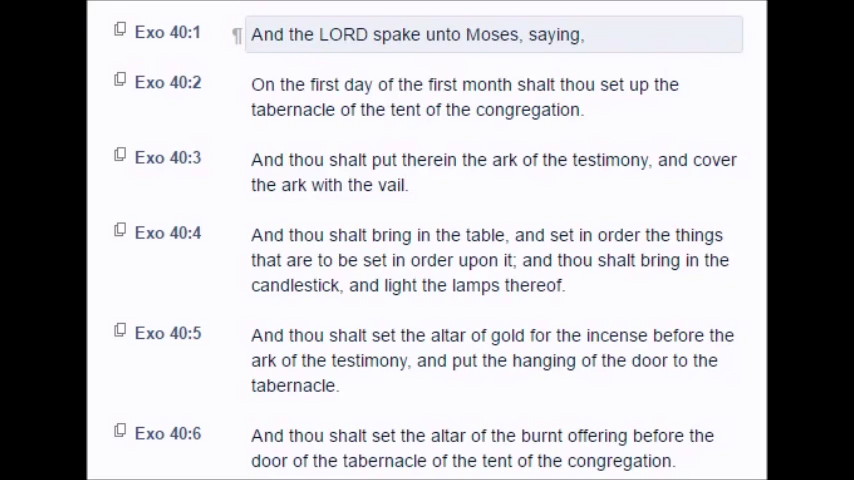 Exo 40:1 ¶ And the LORD spake unto Moses, saying,
Exo 40:2 On the first day of the first month shalt thou set up the
tabernacle of the tent of the congregation.
Exo 40:3 And thou shalt put therein the ark of the testimony, and cover
the ark with the vail.
Exo 40:4 And thou shalt bring in the table, and set in order the things
that are to be set in order upon it; and thou shalt bring in the
candlestick, and light the lamps thereof.
Exo 40:5 And thou shalt set the altar of gold for the incense before the
ark of the testimony, and put the hanging of the door to the
tabernacle.
Exo 40:6 And thou shalt set the altar of the burnt offering before the
door of the tabernacle of the tent of the congregation.